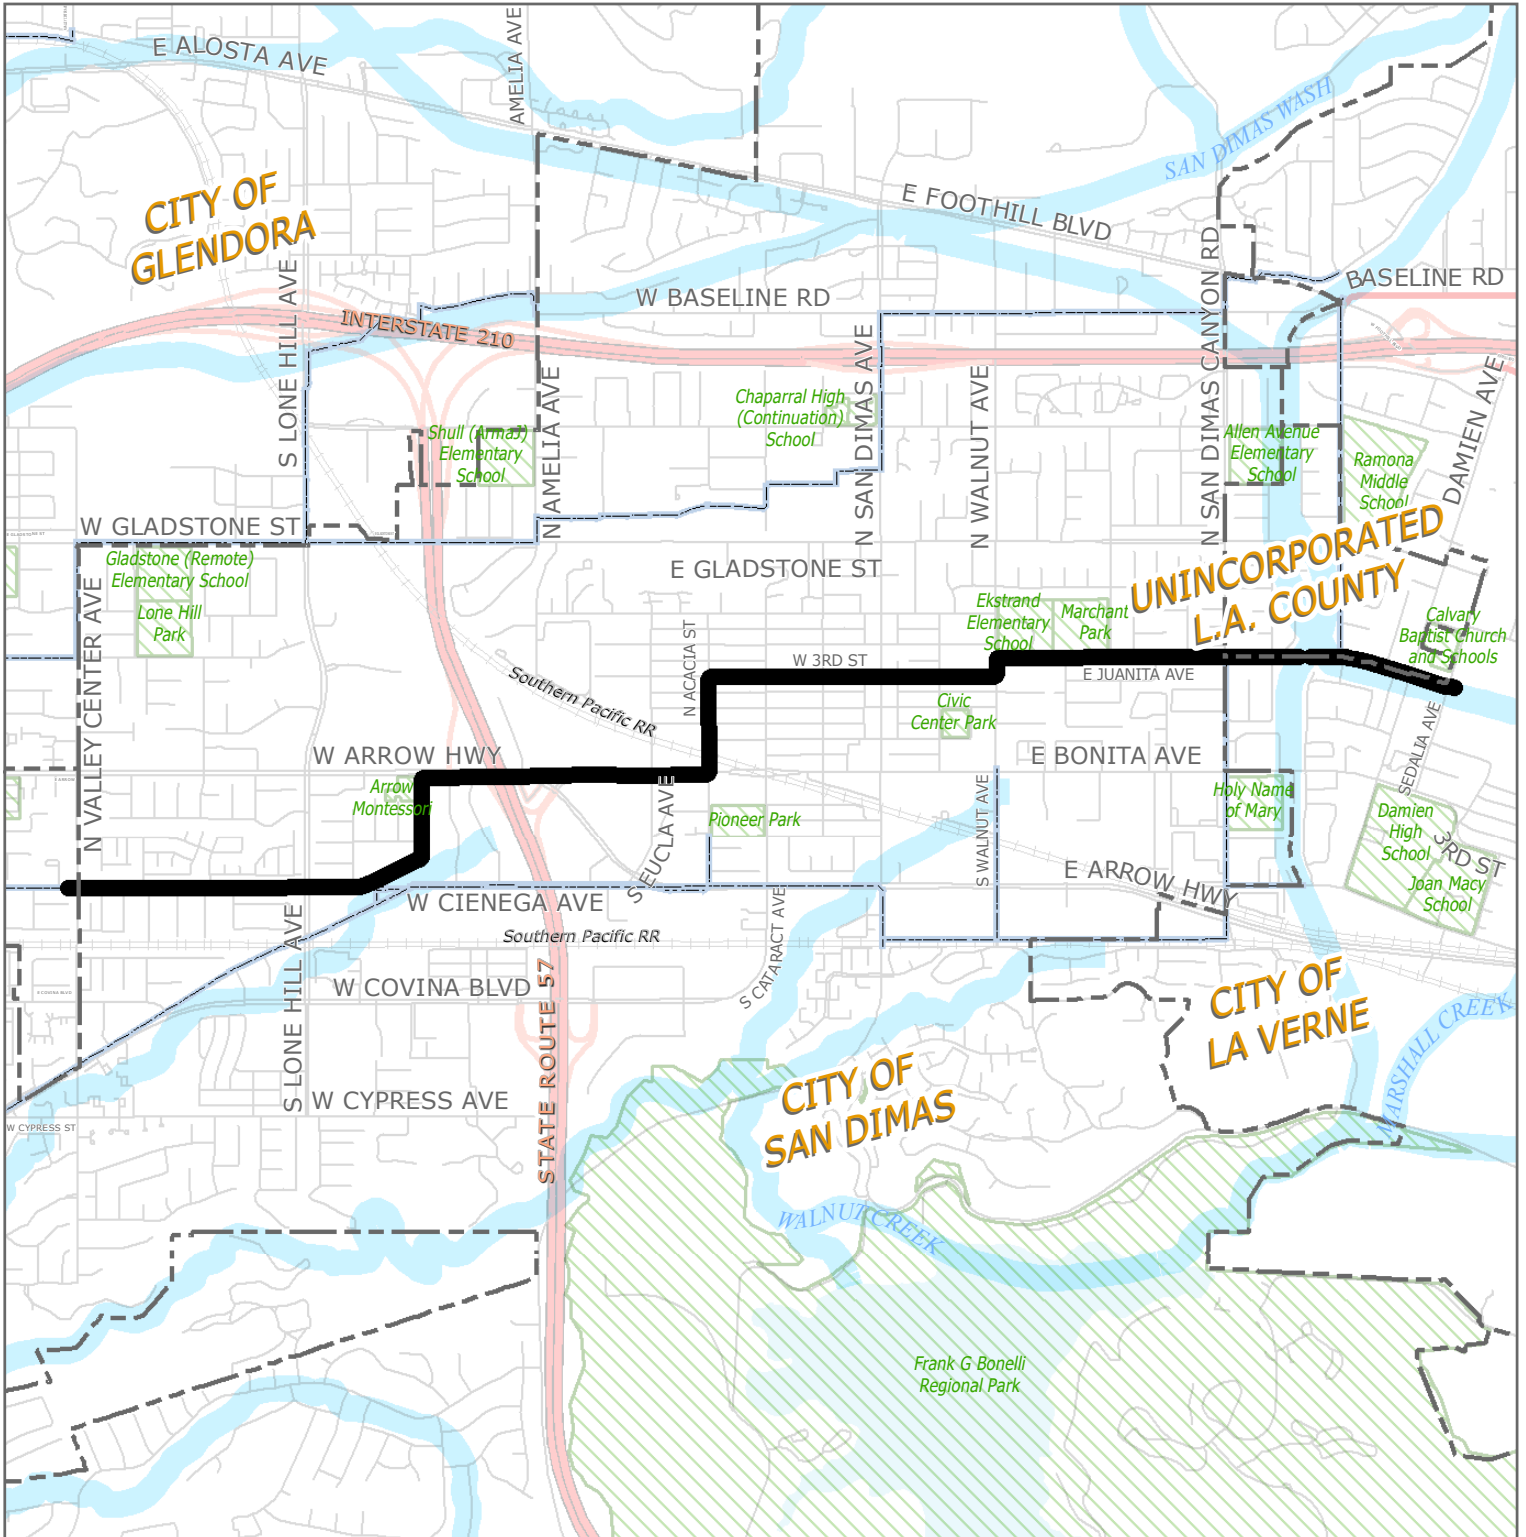 E ALOSTA AVE
AMELIA AVE
SAN DIMAS WASH
CITY OF
GLENDORA
E FOOTHILL BLVD
S LONE HILL AVE
W BASELINE RD
N SAN DIMAS CANYON RD
BASELINE RD
INTERSTATE 210
N AMELIA AVE
Chaparral High
(Continuation)
School
N SAN DIMAS AVE
N WALNUT AVE
DAMIEN AVE
Shull (Arma J)
Elementary
School
Allen Avenue
Elementary
School
Ramona
Middle
School
W GLADSTONE ST
Gladstone (Remote)
Elementary School
Lone Hill
Park
N VALLEY CENTER AVE
E GLADSTONE ST
UNINCORPORATED
L.A. COUNTY
Ekstrand
Elementary
School
Marchant
Park
Calvary
Baptist Church
and Schools
N ACACIA ST
W 3RD ST
E JUANITA AVE
Southern Pacific RR
Civic
Center Park
W ARROW HWY
E BONITA AVE
SEDALIA AVE
Arrow
Montessori
S EUCLA AVE
Pioneer Park
S WALNUT AVE
Holy Name
of Mary
Damien
High
School
3RD ST
E ARROW HWY
Joan Macy
School
W CIENEGA AVE
S CATARACT AVE
Southern Pacific RR
S LONE HILL AVE
E COVINA BLVD
W COVINA BLVD
STATE ROUTE 57
CITY OF
LA VERNE
MARSHALL CREEK
CITY OF
SAN DIMAS
W CYPRESS AVE
W CYPRESS ST
WALNUT CREEK
Frank G Bonelli
Regional Park